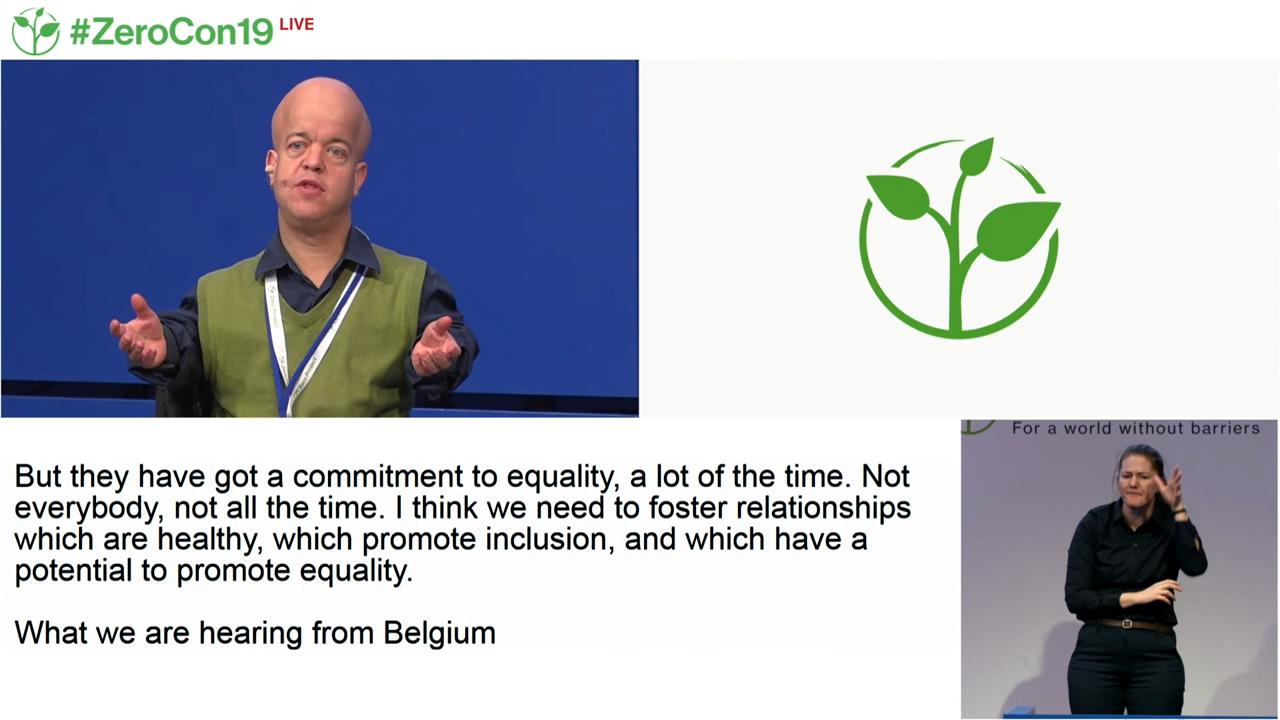 #ZeroCon19 LIVE
For a world without barriers
But they have got a commitment to equality, a lot of the time. Not
everybody, not all the time. I think we need to foster relationships
which are healthy, which promote inclusion, and which have a
potential to promote equality.
What we are hearing from Belgium